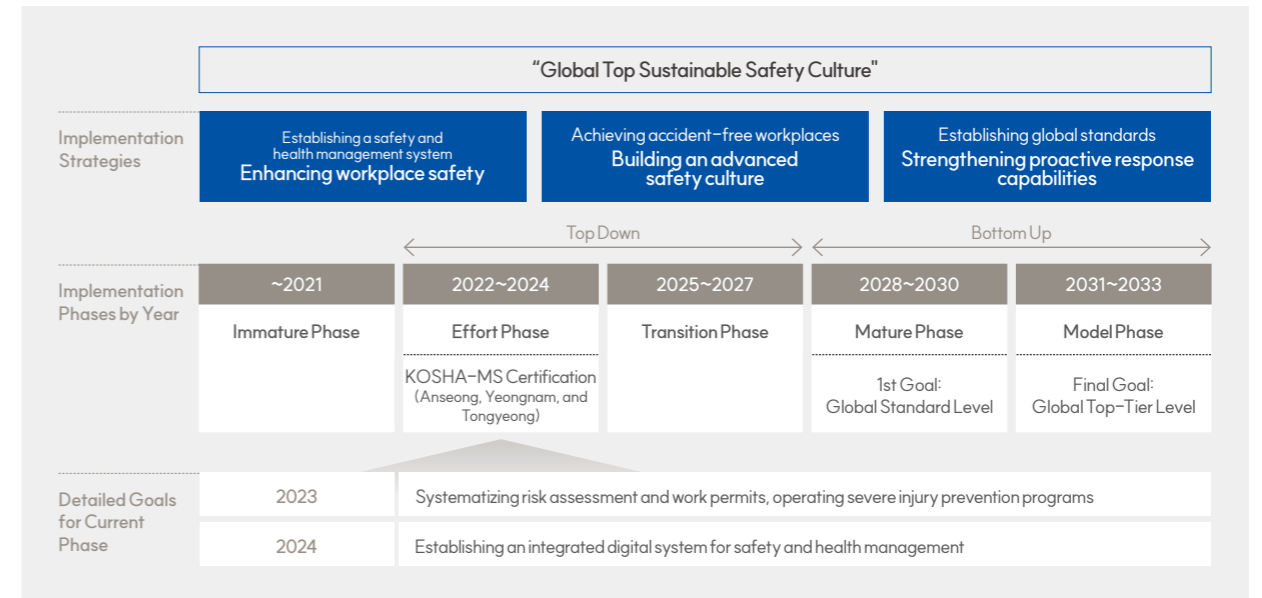 “Global Top Sustainable Safety Culture"
Implementation
Strategies
Establishing a safety and
health management system
Enhancing workplace safety
Achieving accident-free workplaces
Building an advanced
safety culture
Establishing global standards
Strengthening proactive response
capabilities
Top Down
Bottom Up
Implementation
Phases by Year
~2021
2022~2024
2025~2027
2028~2030
2031~2033
Immature Phase
Effort Phase
Transition Phase
Mature Phase
Model Phase
KOSHA-MS Certification
(Anseong, Yeongnam, and
Tongyeong)
1st Goal:
Global Standard Level
Final Goal:
Global Top-Tier Level
Detailed Goals
for Current
Phase
2023
Systematizing risk assessment and work permits, operating severe injury prevention programs
2024
Establishing an integrated digital system for safety and health management